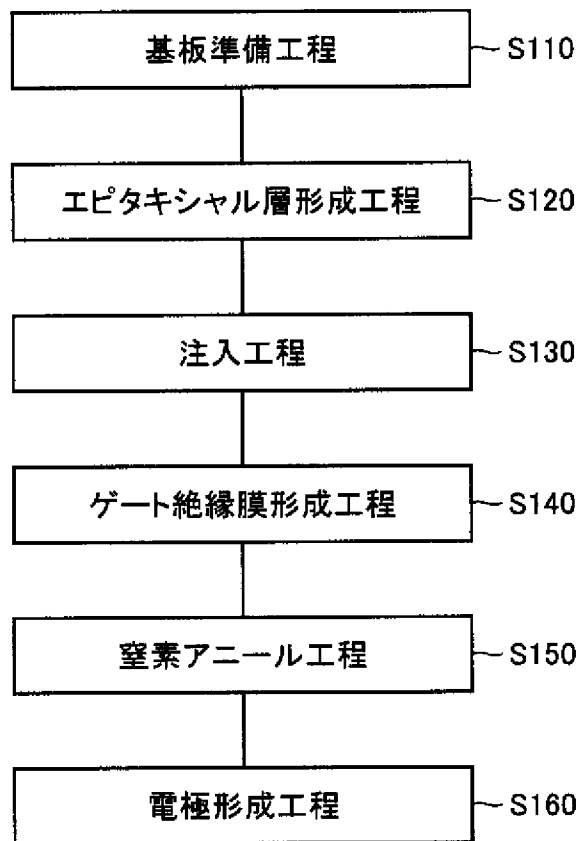 基板準備工程 S110
エピタキシャル層形成工程 S120
注入工程 S130
ゲート絶縁膜形成工程 S140
窒素アニール工程 S150
電極形成工程 S160